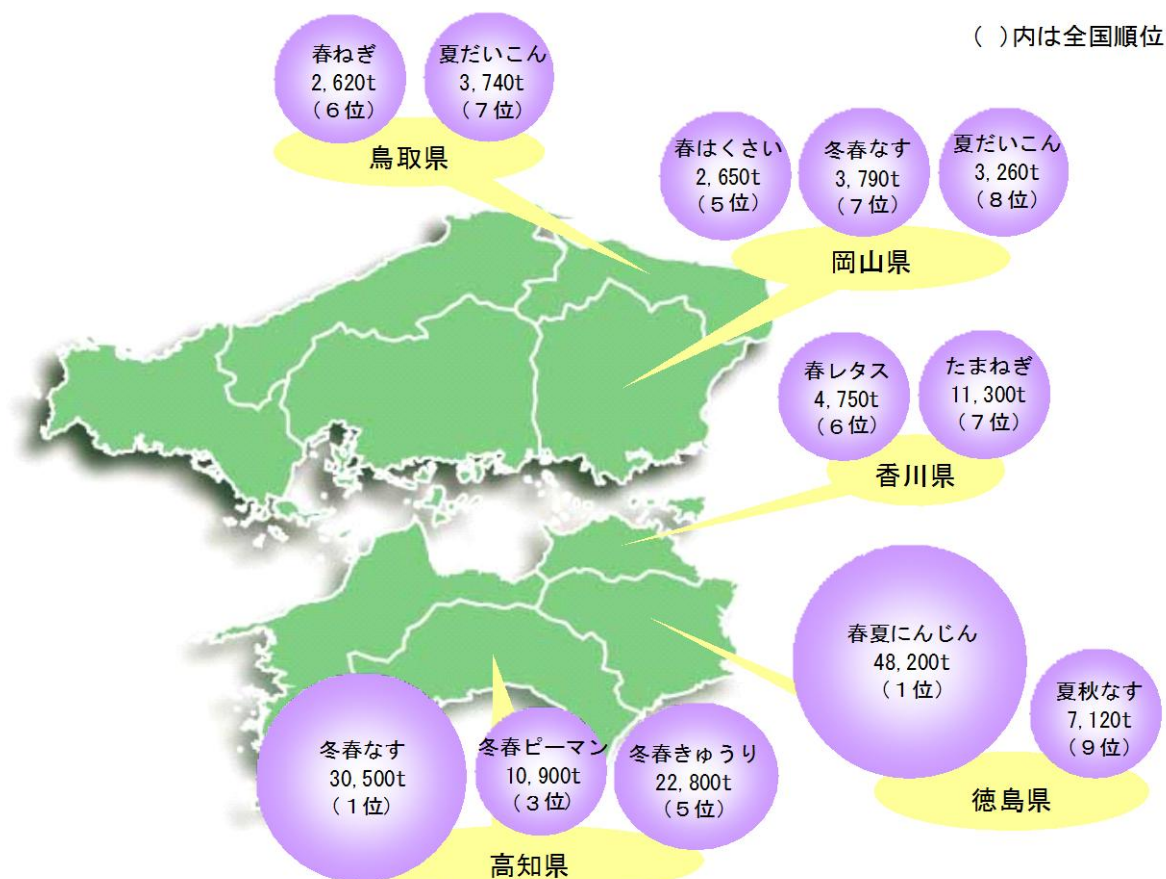 （ ）内は全国順位
春ねぎ
2,620t
（６位）
夏だいこん
3,740t
（７位）
鳥取県
春はくさい
2,650t
（５位）
冬春なす
3,790t
（７位）
夏だいこん
3,260t
（８位）
岡山県
春レタス
4,750t
（６位）
たまねぎ
11,300t
（７位）
香川県
春夏にんじん
48,200t
（１位）
夏秋なす
7,120t
（９位）
徳島県
冬春なす
30,500t
（１位）
冬春ピーマン
10,900t
（３位）
冬春きゅうり
22,800t
（５位）
高知県